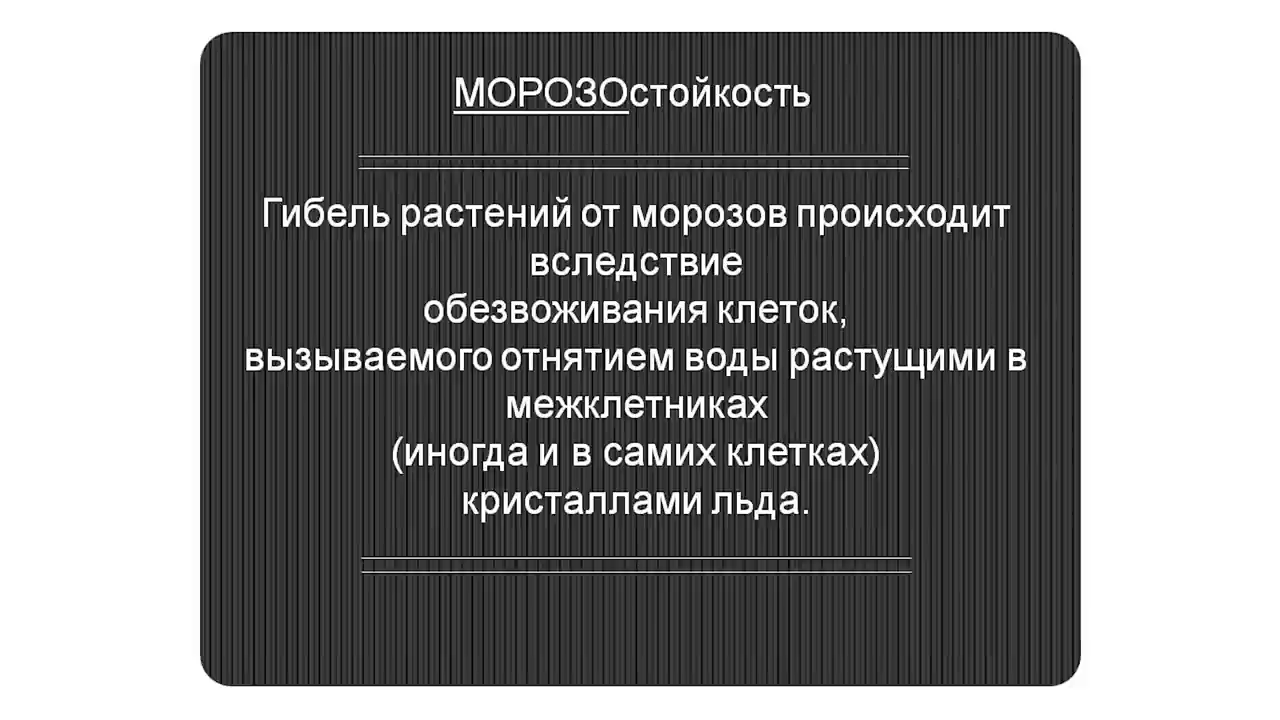 МОРОЗОстойкость
Гибель растений от морозов происходит
вследствие
обезвоживания клеток,
вызываемого отнятием воды растущими в
межклетниках
(иногда и в самих клетках)
кристаллами льда.